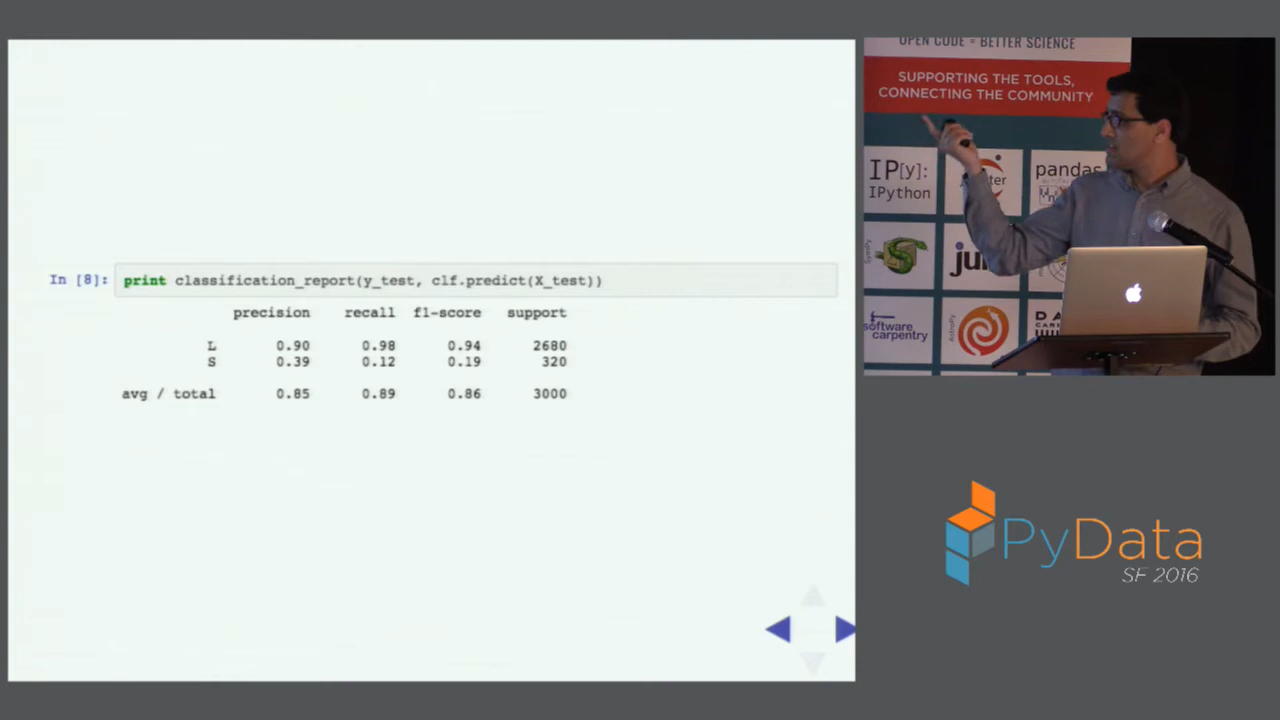 In [8]: print classification_report(y_test, clf.predict(X_test))
precision recall f1-score support
L 0.90 0.98 0.94 2680
S 0.39 0.12 0.19 320
avg / total 0.85 0.89 0.86 3000
OPEN CODE = BETTER SCIENCE
SUPPORTING THE TOOLS,
CONNECTING THE COMMUNITY
IP[y]:
IPython
pandas
software
carpentry
AstroPy
PyData
SF 2016